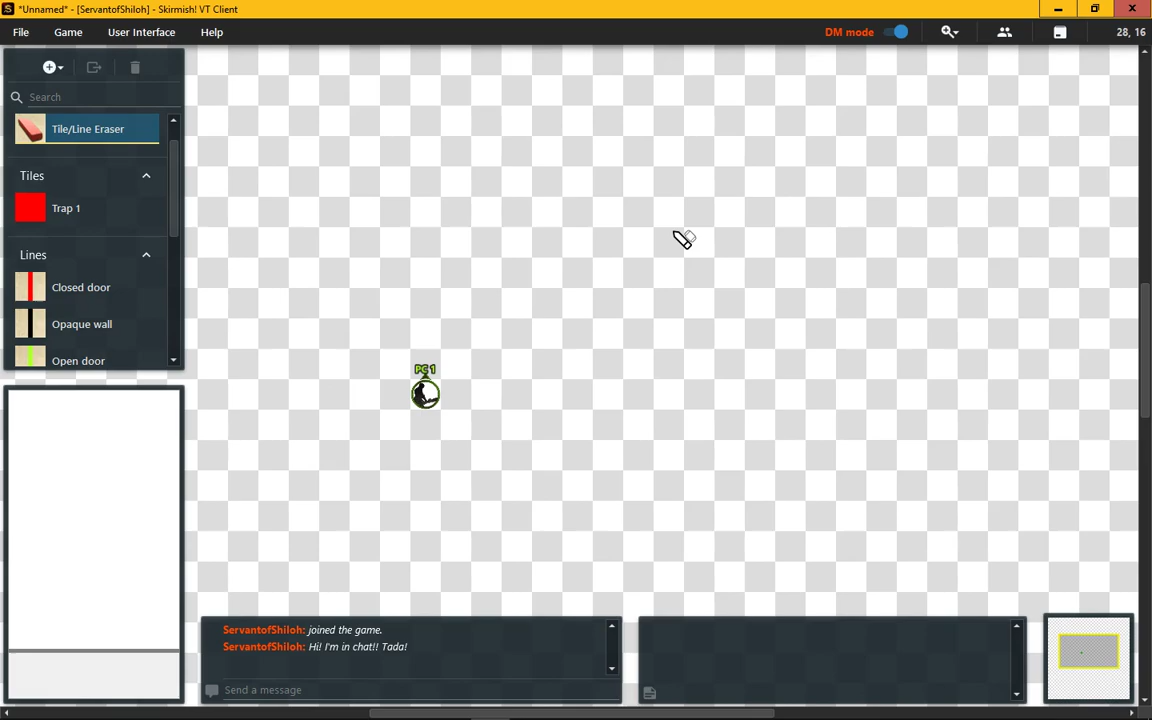 *Unnamed* - [ServantofShiloh] - Skirmish! VT Client
File Game User Interface Help DM mode 28, 16
Search
Tile/Line Eraser
Tiles
Trap 1
Lines
Closed door
Opaque wall
Open door
PC 1
ServantofShiloh: joined the game.
ServantofShiloh: Hi! I'm in chat!! Tada!
Send a message